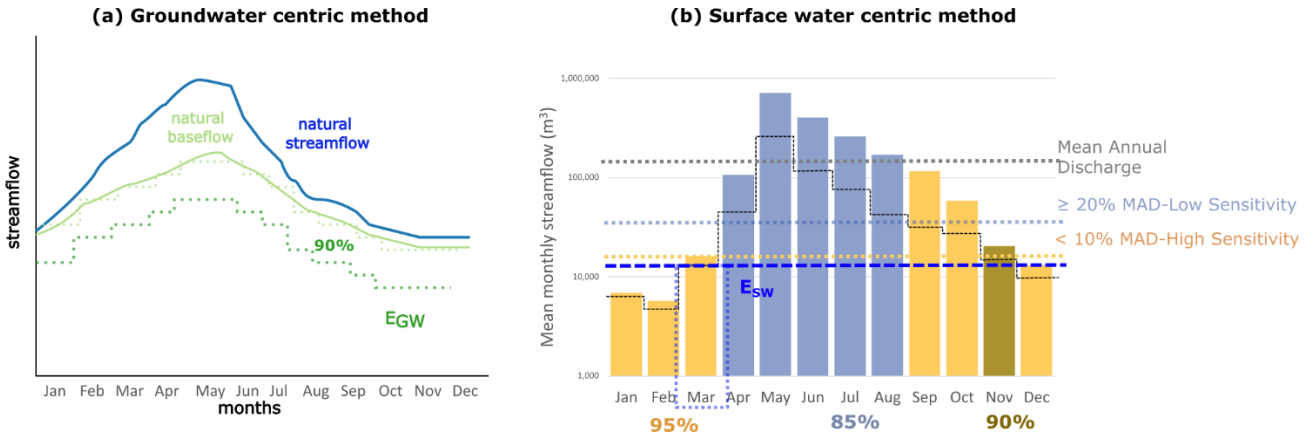 (a) Groundwater centric method
streamflow
natural
baseflow
natural
streamflow
90%
EGW
Jan Feb Mar Apr May Jun Jul Aug Sep Oct Nov Dec
months
(b) Surface water centric method
Mean monthly streamflow (m³)
1,000,000
100,000
10,000
1,000
Mean Annual
Discharge
≥ 20% MAD-Low Sensitivity
< 10% MAD-High Sensitivity
ESW
Jan Feb Mar Apr May Jun Jul Aug Sep Oct Nov Dec
95% 85% 90%